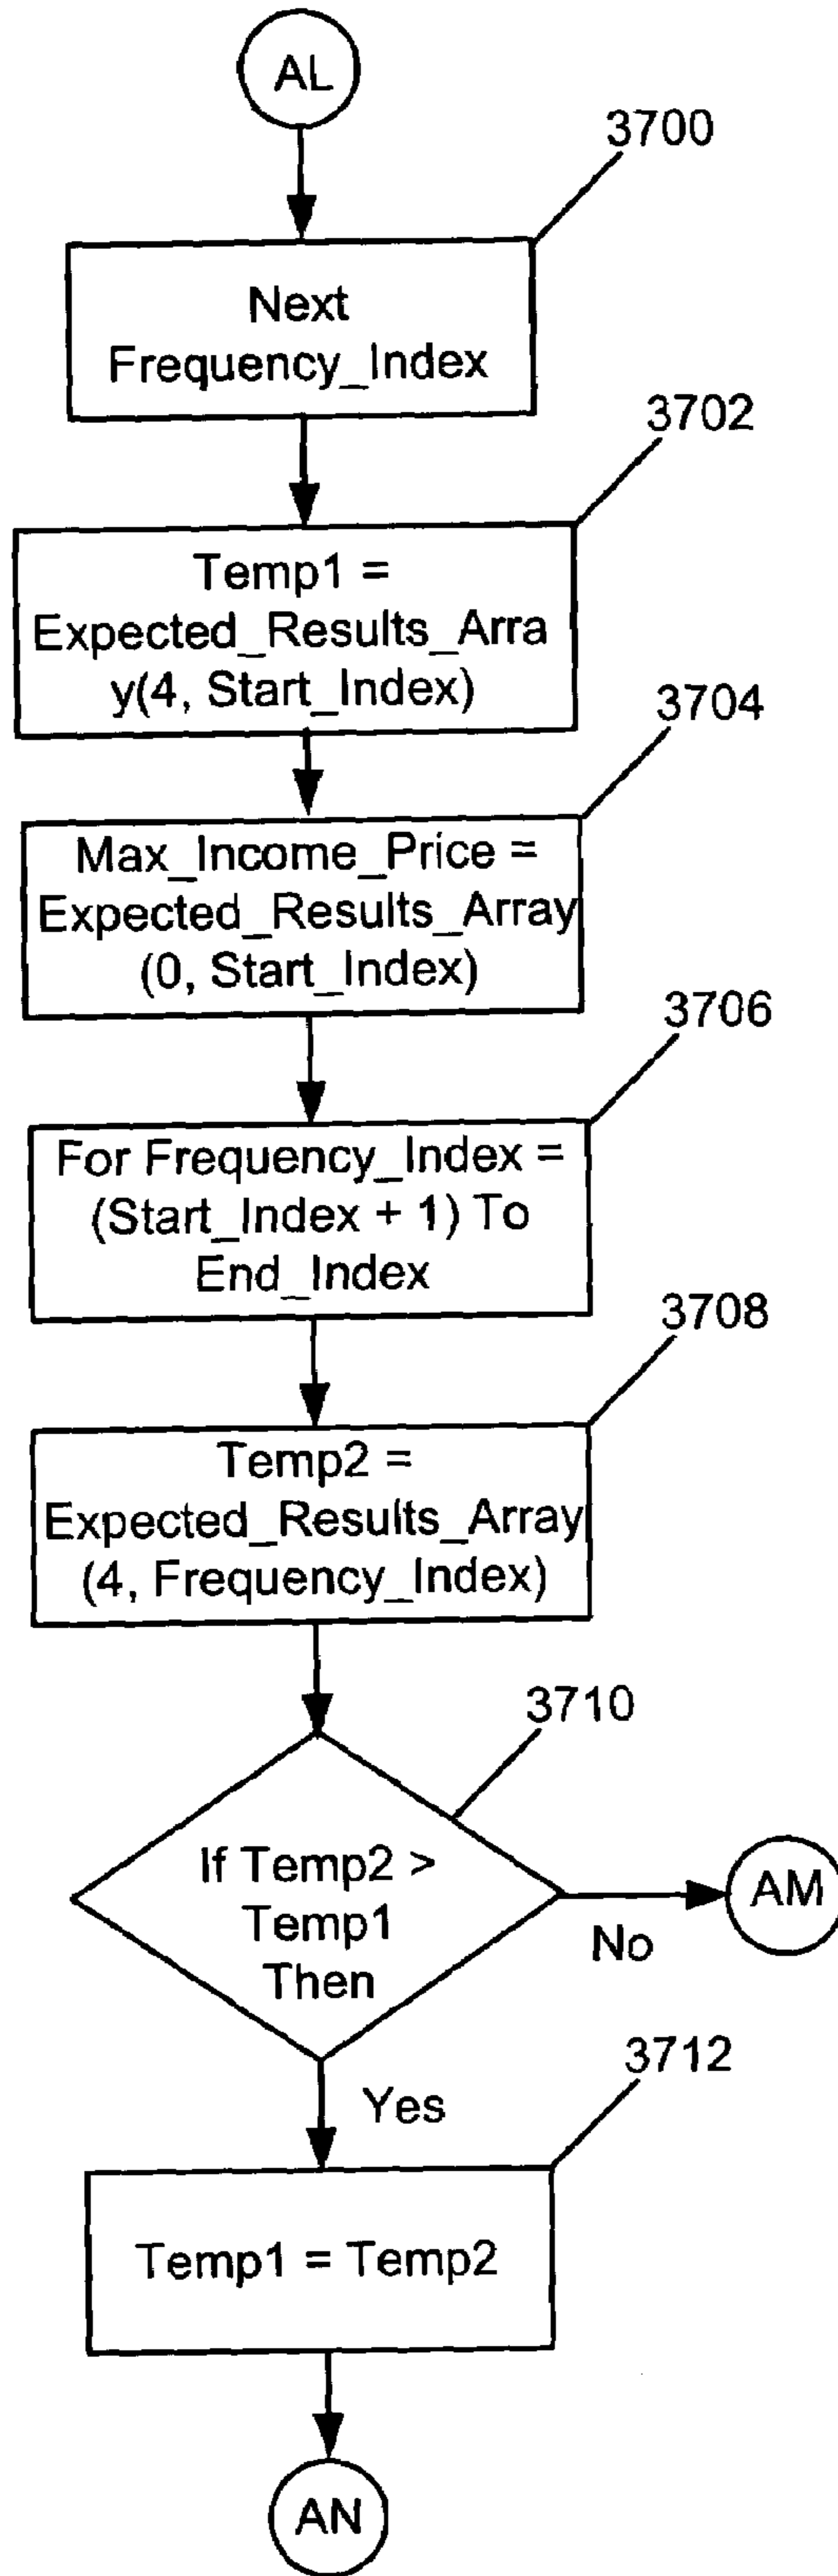 AL
3700
Next
Frequency_Index
3702
Temp1 =
Expected_Results_Arra
y(4, Start_Index)
3704
Max_Income_Price =
Expected_Results_Array
(0, Start_Index)
3706
For Frequency_Index =
(Start_Index + 1) To
End_Index
3708
Temp2 =
Expected_Results_Array
(4, Frequency_Index)
3710
If Temp2 >
Temp1
Then
No
AM
Yes
3712
Temp1 = Temp2
AN